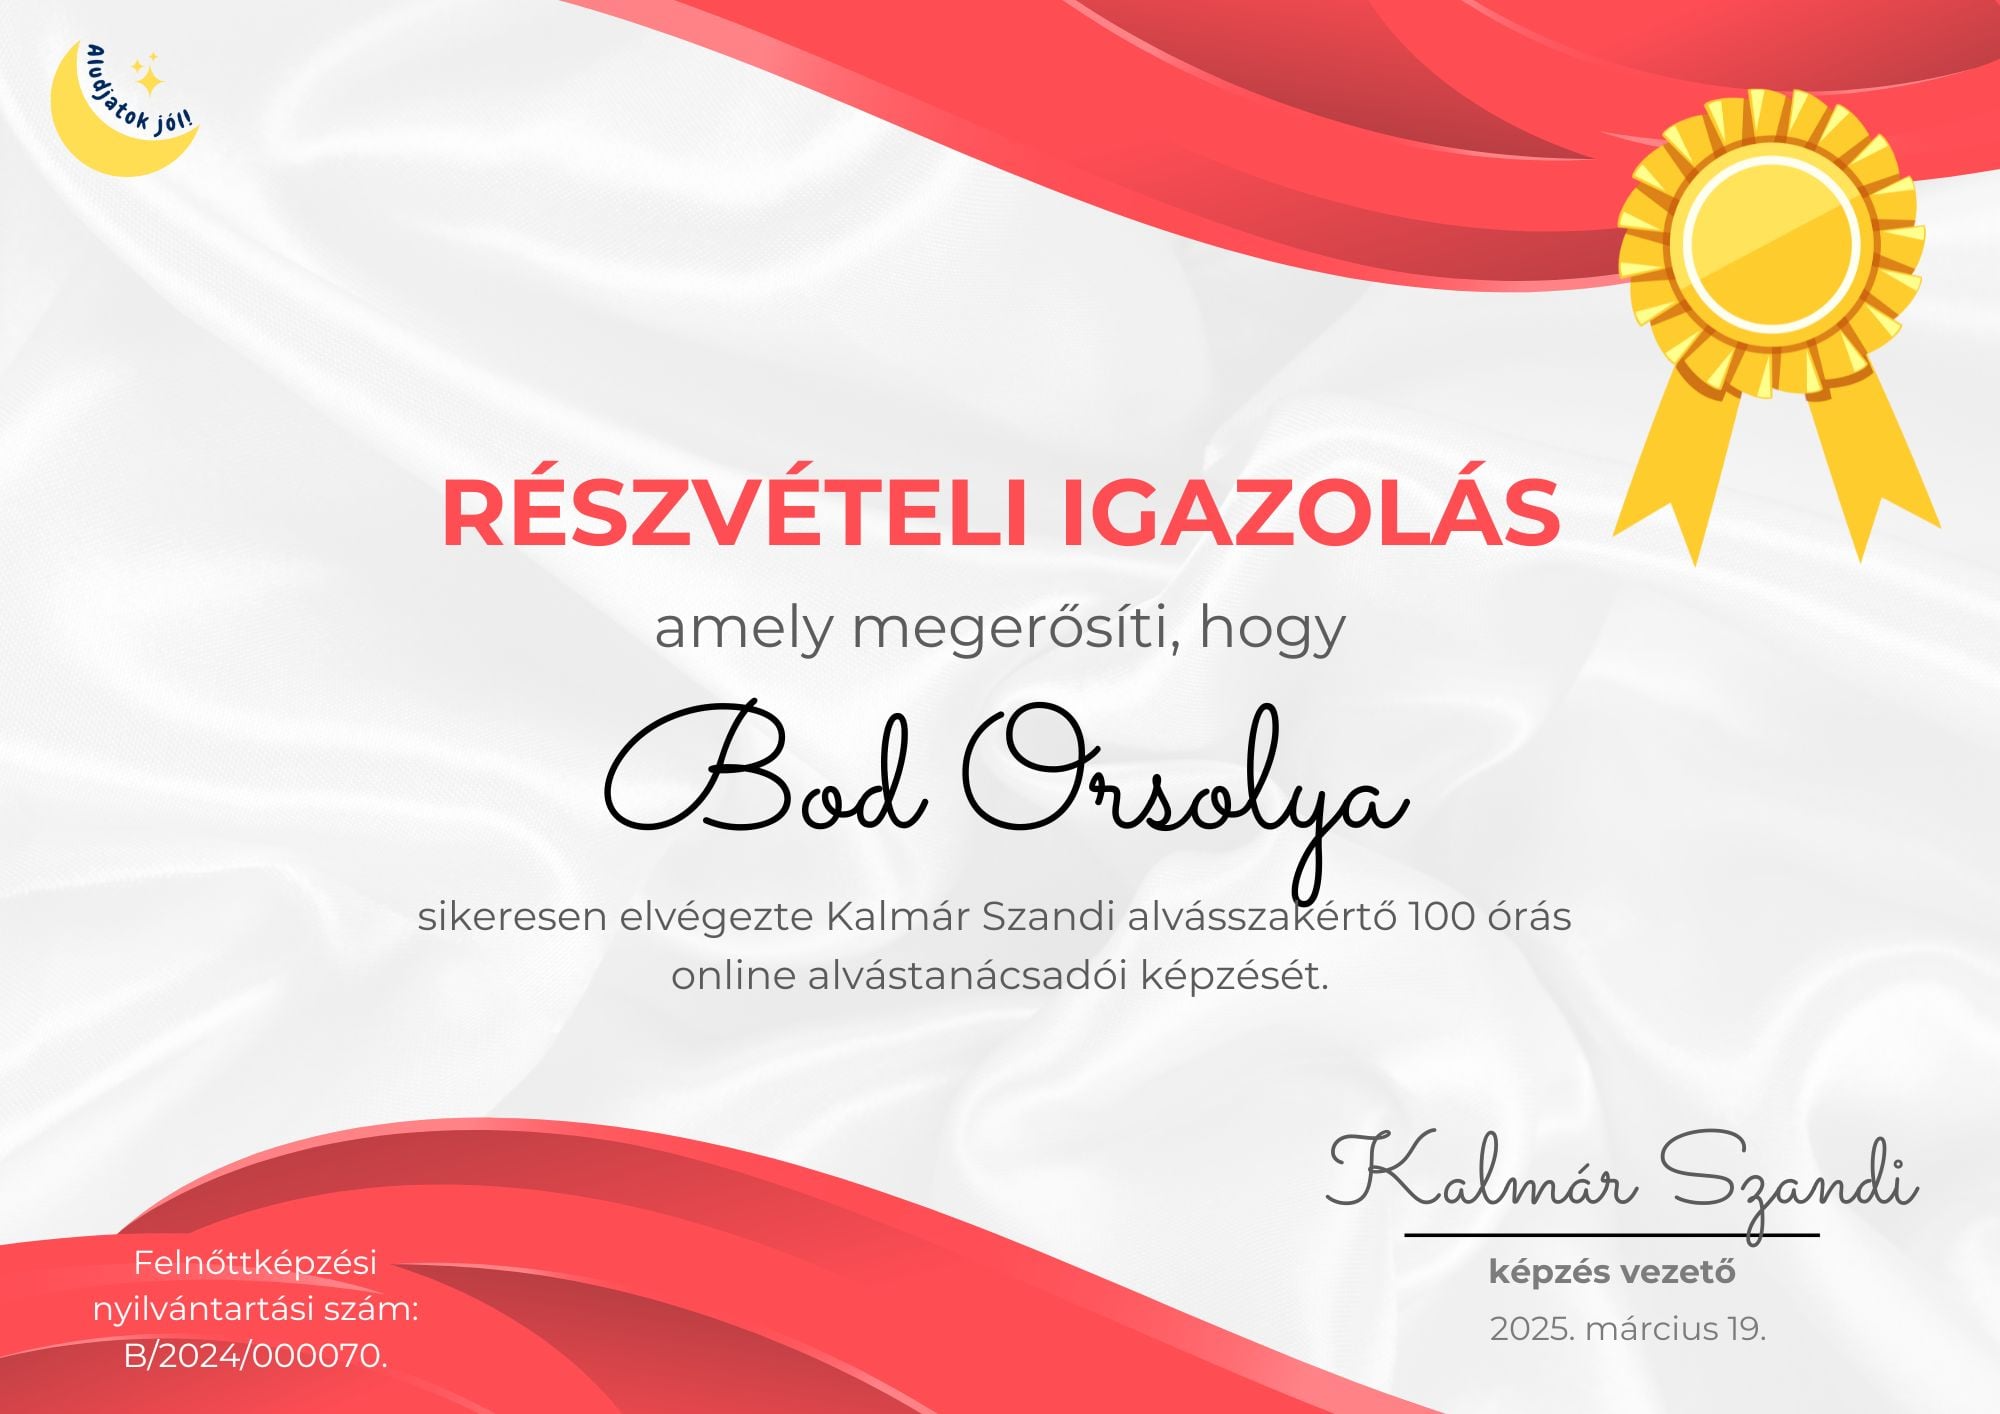 Aludjatok jól!
RÉSZVÉTELI IGAZOLÁS
amely megerősíti, hogy
Bod Orsolya
sikeresen elvégezte Kalmár Szandi alvásszakértő 100 órás
online alvástanácsadói képzését.
Kalmár Szandi
képzés vezető
2025. március 19.
Felnőttképzési
nyilvántartási szám:
B/2024/000070.